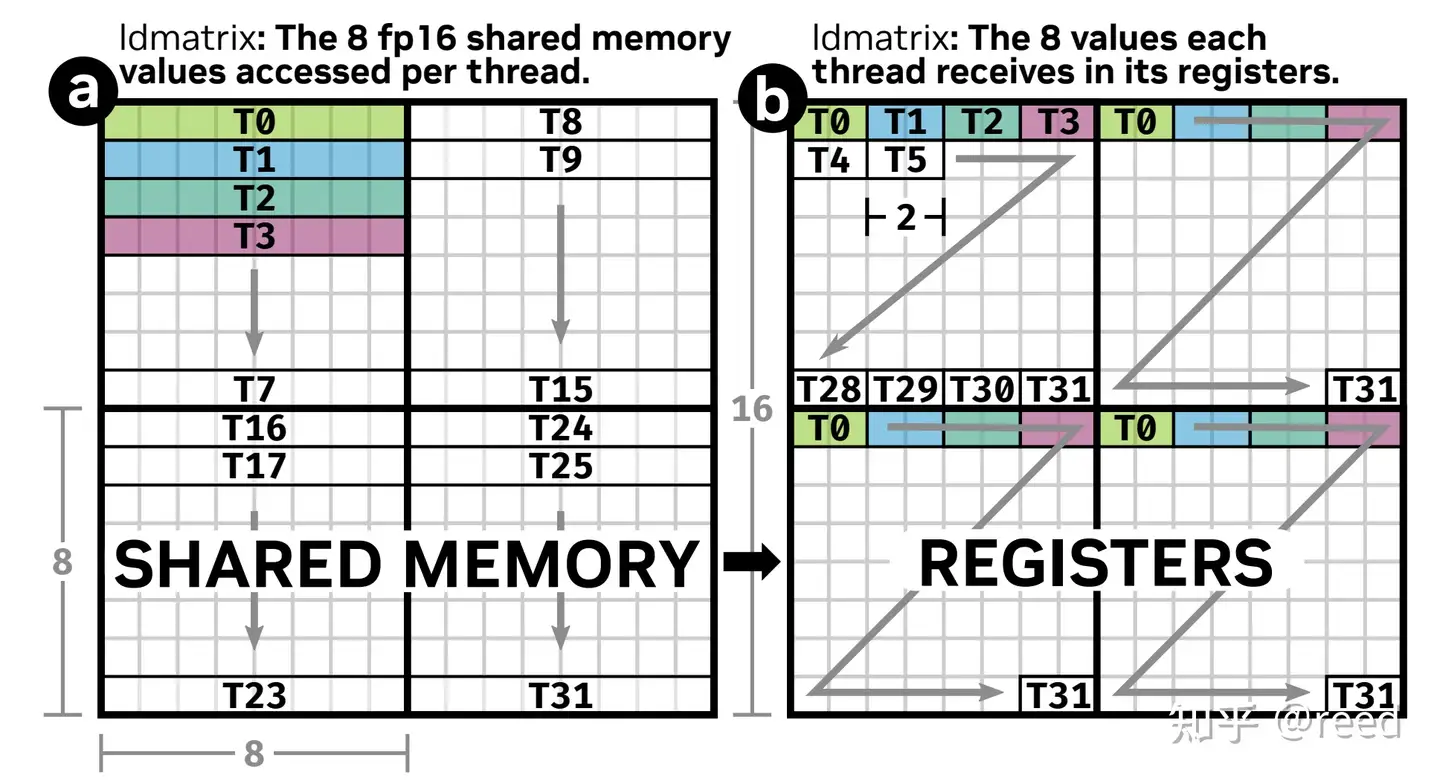 ldmatrix: The 8 fp16 shared memory
values accessed per thread.
a
T0
T8
T1
T9
T2
T3
T7
T15
T16
T24
T17
T25
SHARED MEMORY
T23
T31
8
8
ldmatrix: The 8 values each
thread receives in its registers.
b
T0 T1 T2 T3 T0
T4 T5
2
T28 T29 T30 T31 T31
16
T0 T0
REGISTERS
T31 T31
知乎 @reed